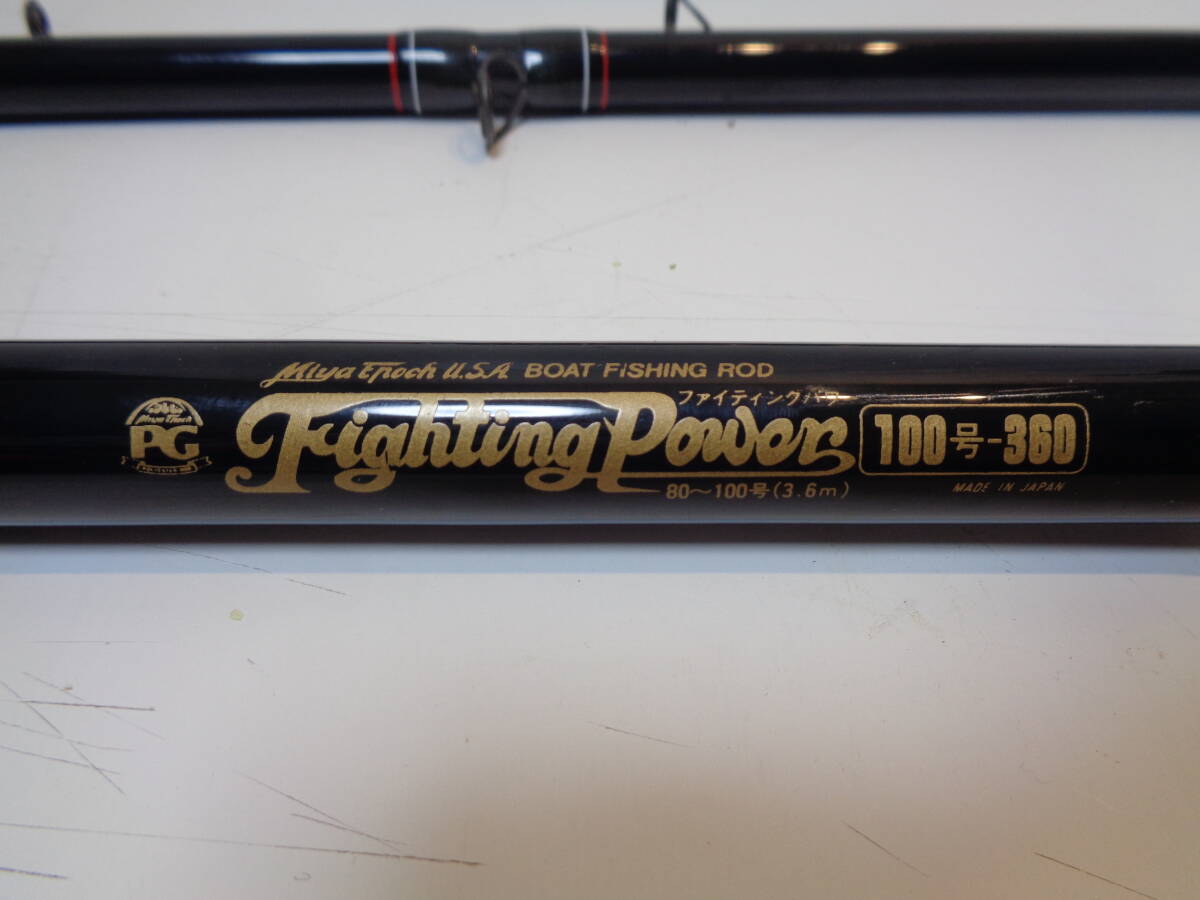 Miya Epoch U.S.A. BOAT FISHING ROD
ファイティングパワー
PG
Fighting Power
100号-360
80～100号(3.6m)
MADE IN JAPAN